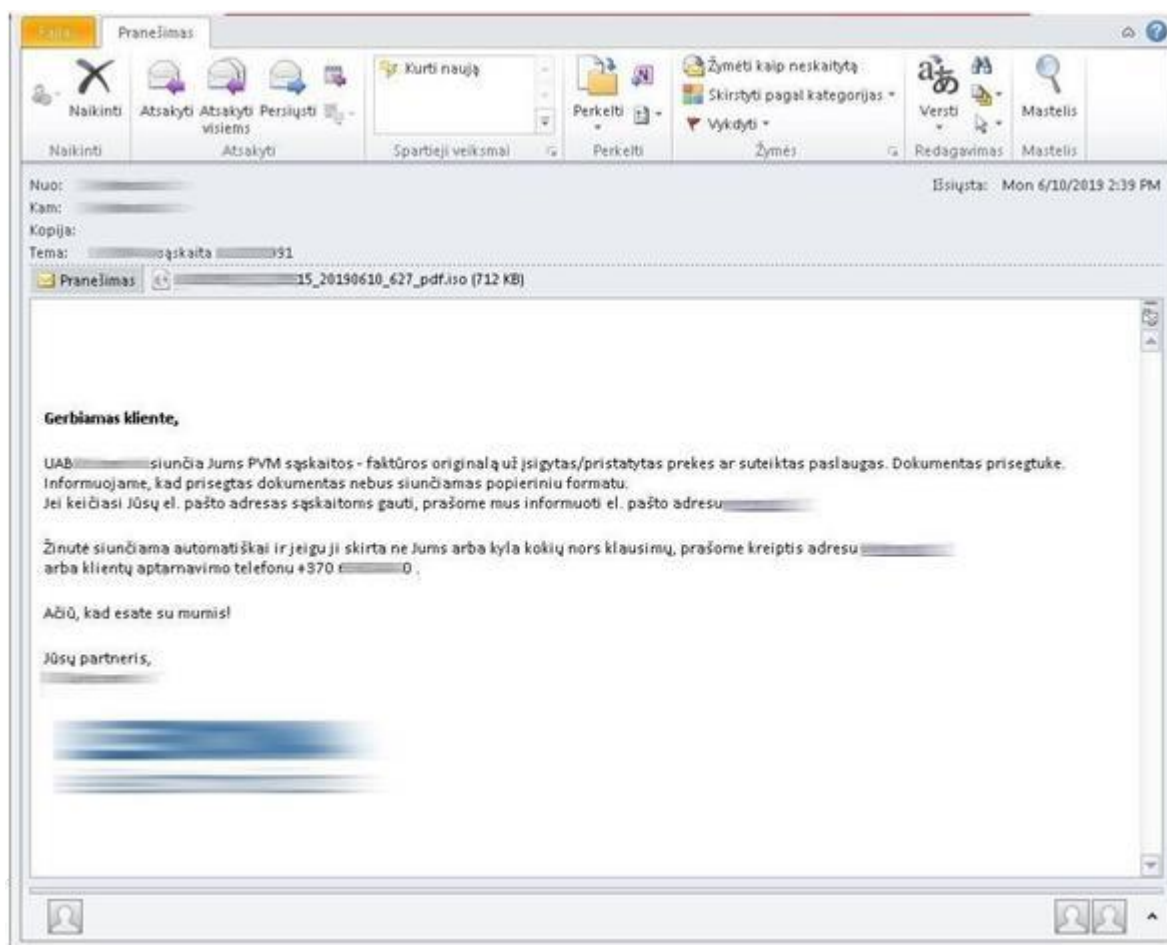 Pranešimas
Naikinti
Atsakyti
Atsakyti visiems
Persiųsti
Kurti naują
Perkelti
Žymėti kaip neskaitytą
Skirstyti pagal kategorijas
Vykdyti
Versti
Mastelis
Naikinti
Atsakyti
Spartieji veiksmai
Perkelti
Žymės
Redagavimas
Mastelis
Nuo:
Išsiųsta: Mon 6/10/2019 2:39 PM
Kam:
Kopija:
Tema: sąskaita 91
Pranešimas
15_20190610_627_pdf.iso (712 KB)
Gerbiamas kliente,
UAB siunčia Jums PVM sąskaitos - faktūros originalą už įsigytas/pristatytas prekes ar suteiktas paslaugas. Dokumentas prisegtuke.
Informuojame, kad prisegtas dokumentas nebus siunčiamas popieriniu formatu.
Jei keičiasi Jūsų el. pašto adresas sąskaitoms gauti, prašome mus informuoti el. pašto adresu
Žinutė siunčiama automatiškai ir jeigu ji skirta ne Jums arba kyla kokių nors klausimų, prašome kreiptis adresu
arba klientų aptarnavimo telefonu +370 0 .
Ačiū, kad esate su mumis!
Jūsų partneris,